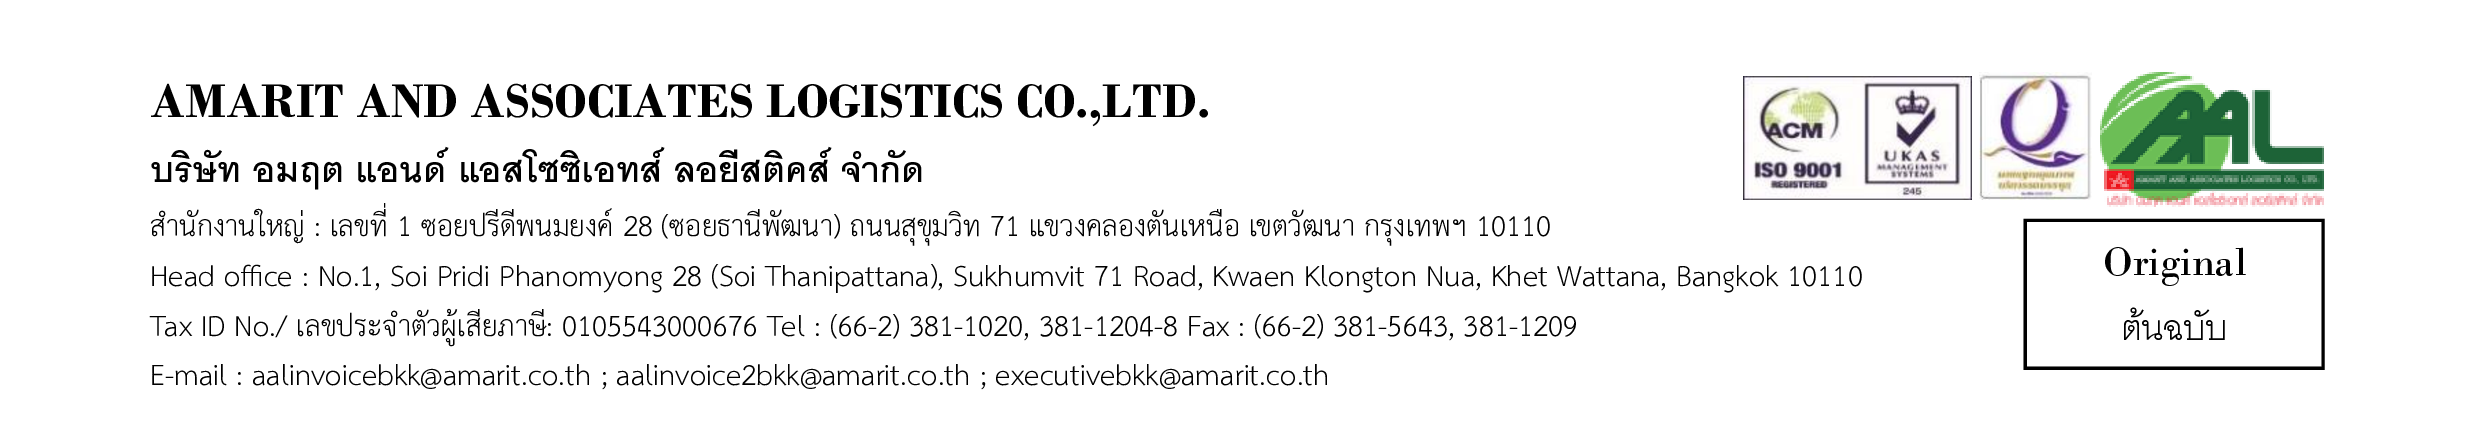 AMARIT AND ASSOCIATES LOGISTICS CO.,LTD.
บริษัท อมฤต แอนด์ แอสโซซิเอทส์ ลอยีสติคส์ จำกัด
สำนักงานใหญ่ : เลขที่ 1 ซอยปรีดีพนมยงค์ 28 (ซอยธานีพัฒนา) ถนนสุขุมวิท 71 แขวงคลองตันเหนือ เขตวัฒนา กรุงเทพฯ 10110
Head office : No.1, Soi Pridi Phanomyong 28 (Soi Thanipattana), Sukhumvit 71 Road, Kwaen Klongton Nua, Khet Wattana, Bangkok 10110
Tax ID No./ เลขประจำตัวผู้เสียภาษี: 0105543000676 Tel : (66-2) 381-1020, 381-1204-8 Fax : (66-2) 381-5643, 381-1209
E-mail : aalinvoicebkk@amarit.co.th ; aalinvoice2bkk@amarit.co.th ; executivebkk@amarit.co.th
ACM
ISO 9001
REGISTERED
UKAS
MANAGEMENT
SYSTEMS
245
Q
AAL
AMARIT AND ASSOCIATES LOGISTICS CO., LTD.
Original
ต้นฉบับ